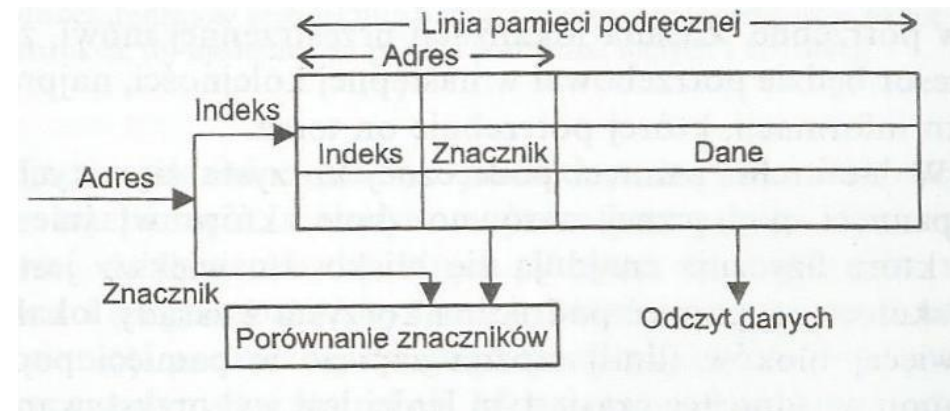 Linia pamięci podręcznej
Adres
Indeks
Indeks
Znacznik
Dane
Adres
Znacznik
Porównanie znaczników
Odczyt danych